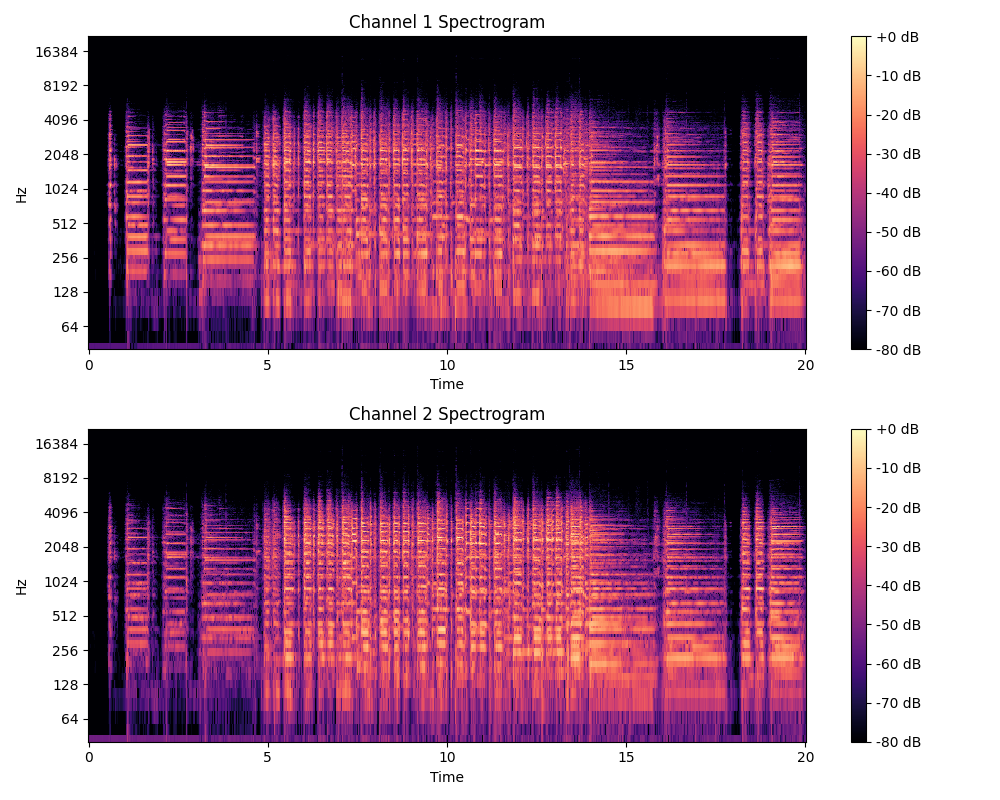 Channel 1 Spectrogram
Hz
16384
8192
4096
2048
1024
512
256
128
64
0 5 10 15 20
Time
+0 dB
-10 dB
-20 dB
-30 dB
-40 dB
-50 dB
-60 dB
-70 dB
-80 dB
Channel 2 Spectrogram
Hz
16384
8192
4096
2048
1024
512
256
128
64
0 5 10 15 20
Time
+0 dB
-10 dB
-20 dB
-30 dB
-40 dB
-50 dB
-60 dB
-70 dB
-80 dB